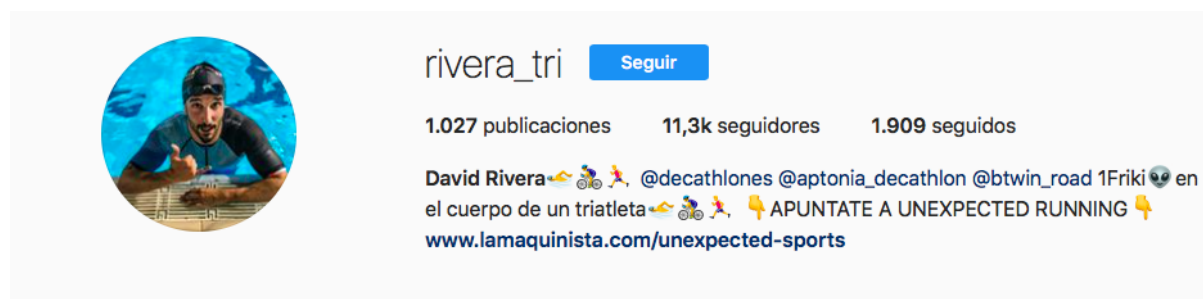 rivera_tri Seguir
1.027 publicaciones 11,3k seguidores 1.909 seguidos
David Rivera🏊🚴🏃 @decathlones @aptonia_decathlon @btwin_road 1Friki👽en
el cuerpo de un triatleta🏊🚴🏃 👇APUNTATE A UNEXPECTED RUNNING👇
www.lamaquinista.com/unexpected-sports